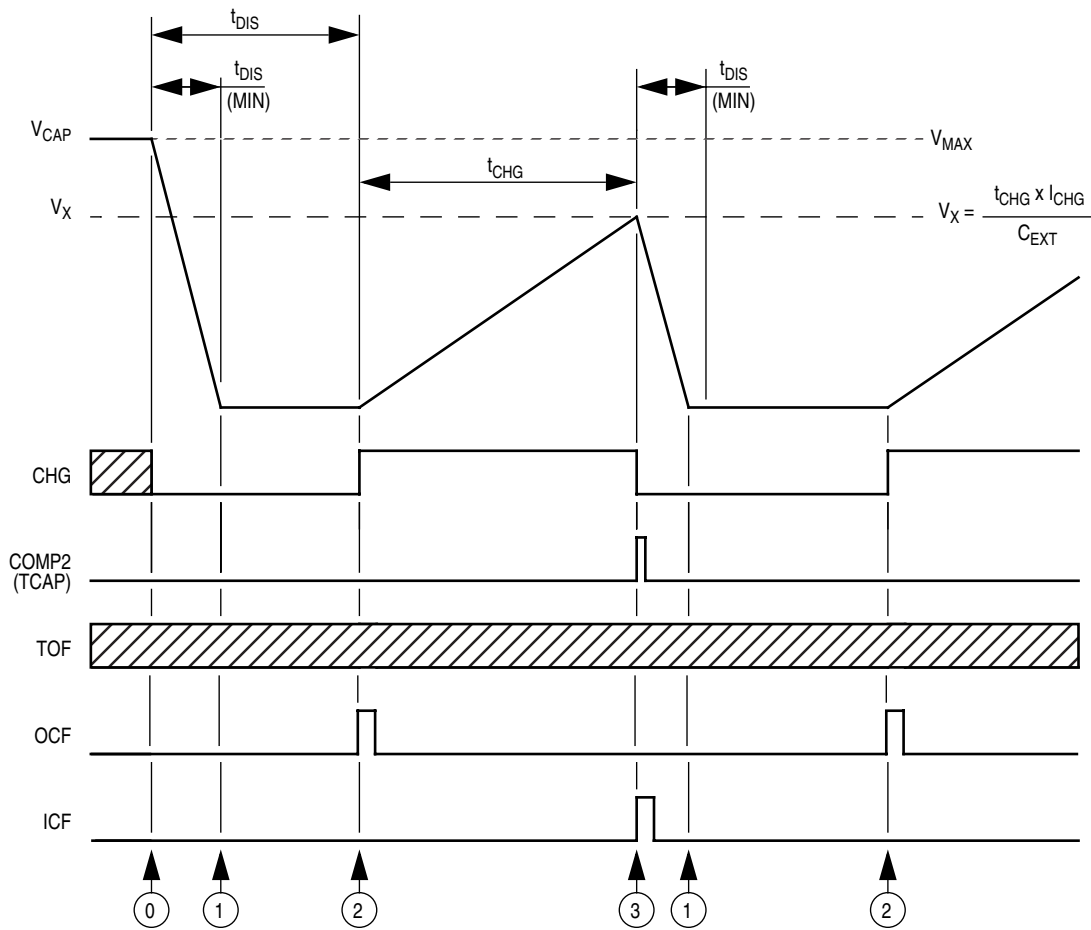 tDIS
tDIS
(MIN)
tDIS
(MIN)
VCAP
VMAX
tCHG
VX
VX = tCHG x ICHG
CEXT
CHG
COMP2
(TCAP)
TOF
OCF
ICF
0 1 2 3 1 2